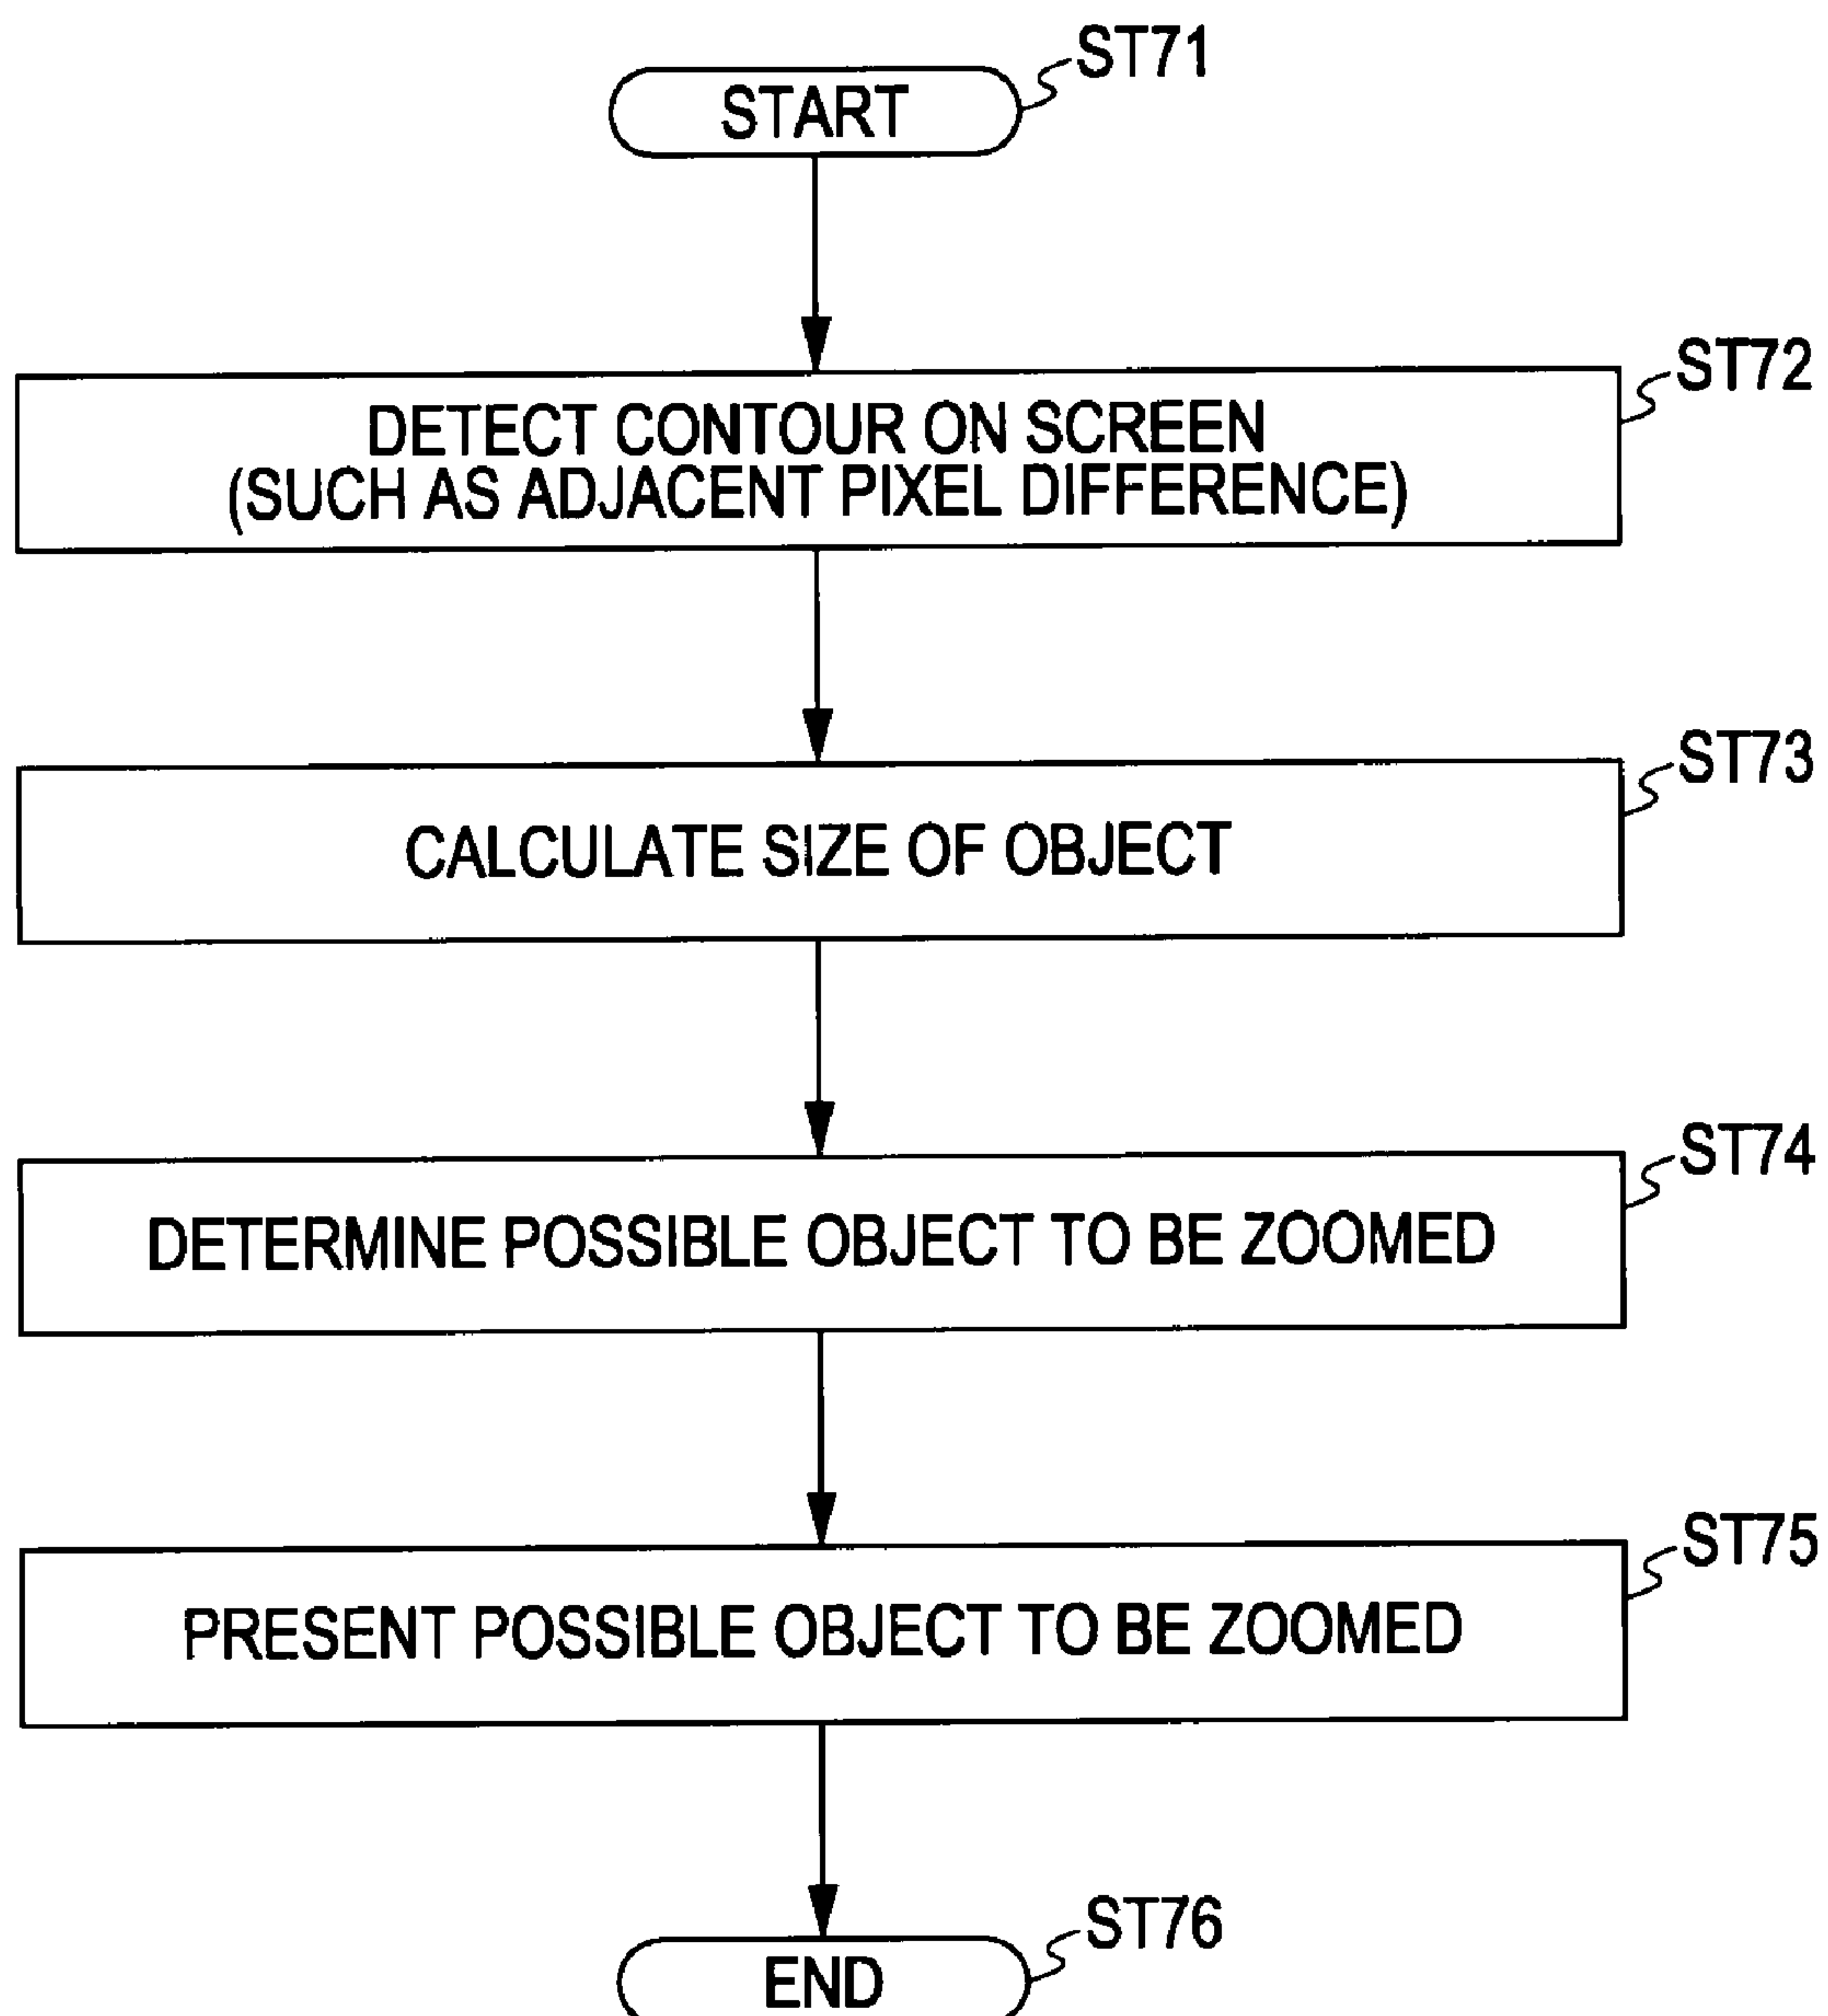 ST71
START
ST72
DETECT CONTOUR ON SCREEN
(SUCH AS ADJACENT PIXEL DIFFERENCE)
ST73
CALCULATE SIZE OF OBJECT
ST74
DETERMINE POSSIBLE OBJECT TO BE ZOOMED
ST75
PRESENT POSSIBLE OBJECT TO BE ZOOMED
ST76
END